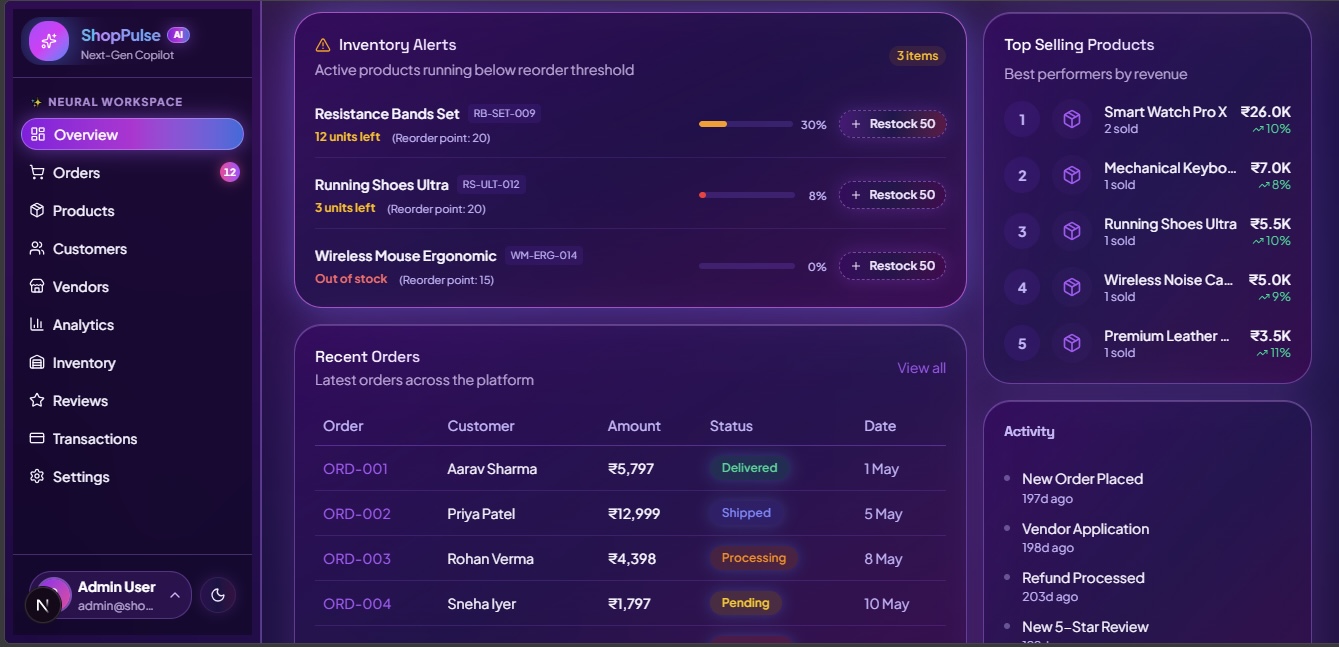 ShopPulse AI
Next-Gen Copilot
NEURAL WORKSPACE
Overview
Orders 12
Products
Customers
Vendors
Analytics
Inventory
Reviews
Transactions
Settings
Admin User
admin@sho...
N
Inventory Alerts
Active products running below reorder threshold
3 items
Resistance Bands Set RB-SET-009
12 units left (Reorder point: 20)
30%
+ Restock 50
Running Shoes Ultra RS-ULT-012
3 units left (Reorder point: 20)
8%
+ Restock 50
Wireless Mouse Ergonomic WM-ERG-014
Out of stock (Reorder point: 15)
0%
+ Restock 50
Recent Orders
Latest orders across the platform
View all
Order Customer Amount Status Date
ORD-001 Aarav Sharma ₹5,797 Delivered 1 May
ORD-002 Priya Patel ₹12,999 Shipped 5 May
ORD-003 Rohan Verma ₹4,398 Processing 8 May
ORD-004 Sneha Iyer ₹1,797 Pending 10 May
Top Selling Products
Best performers by revenue
1 Smart Watch Pro X ₹26.0K
2 sold 10%
2 Mechanical Keybo... ₹7.0K
1 sold 8%
3 Running Shoes Ultra ₹5.5K
1 sold 10%
4 Wireless Noise Ca... ₹5.0K
1 sold 9%
5 Premium Leather ... ₹3.5K
1 sold 11%
Activity
New Order Placed
197d ago
Vendor Application
198d ago
Refund Processed
203d ago
New 5-Star Review